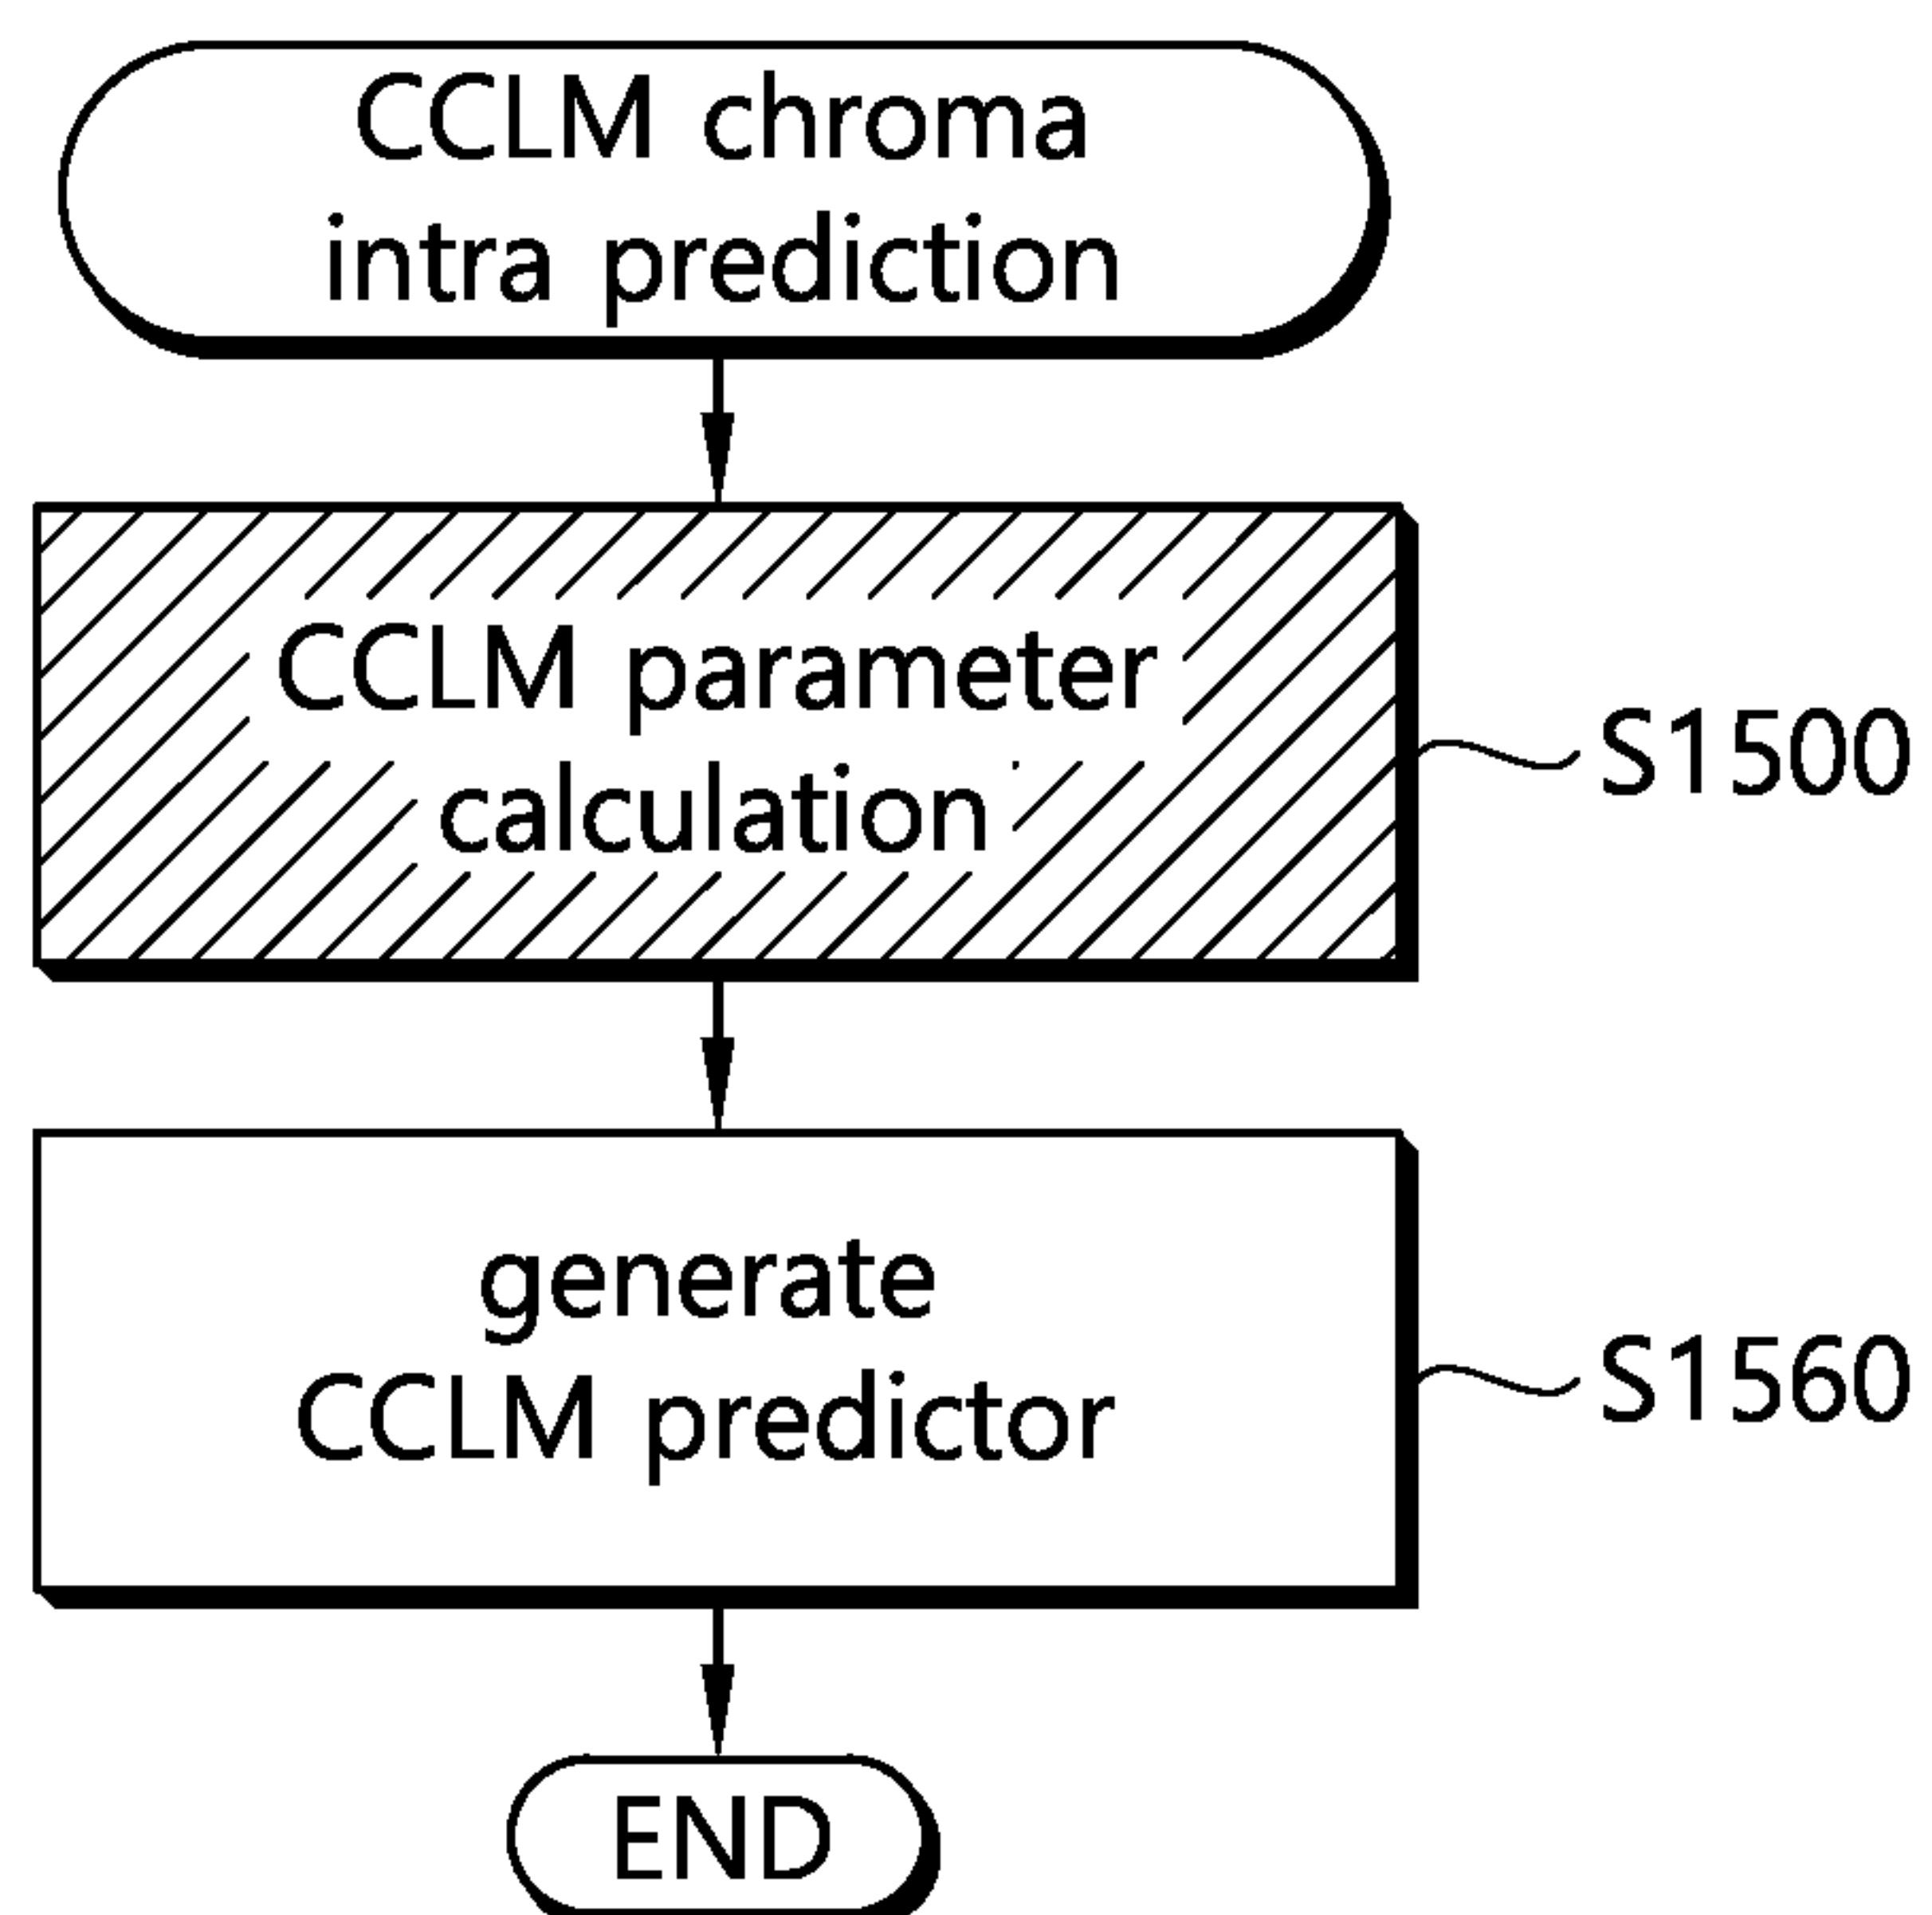 CCLM chroma
intra prediction
CCLM parameter
calculation
S1500
generate
CCLM predictor
S1560
END